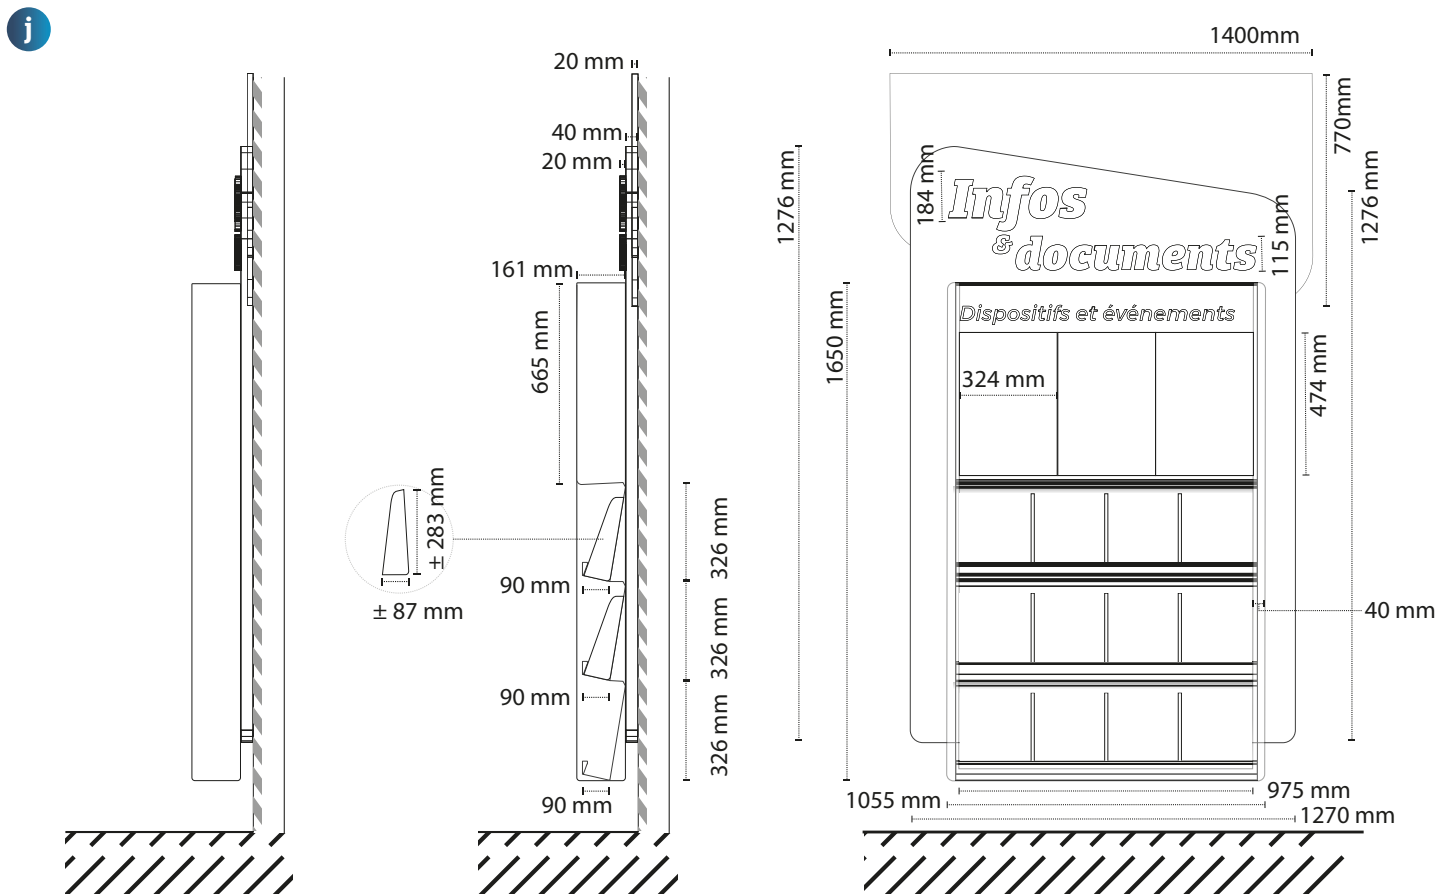 j
20 mm
40 mm
20 mm
161 mm
665 mm
± 283 mm
± 87 mm
90 mm
90 mm
90 mm
326 mm
326 mm
326 mm
1400mm
770mm
1276 mm
1276 mm
184 mm
Infos
& documents
115 mm
1650 mm
Dispositifs et événements
324 mm
474 mm
40 mm
975 mm
1055 mm
1270 mm